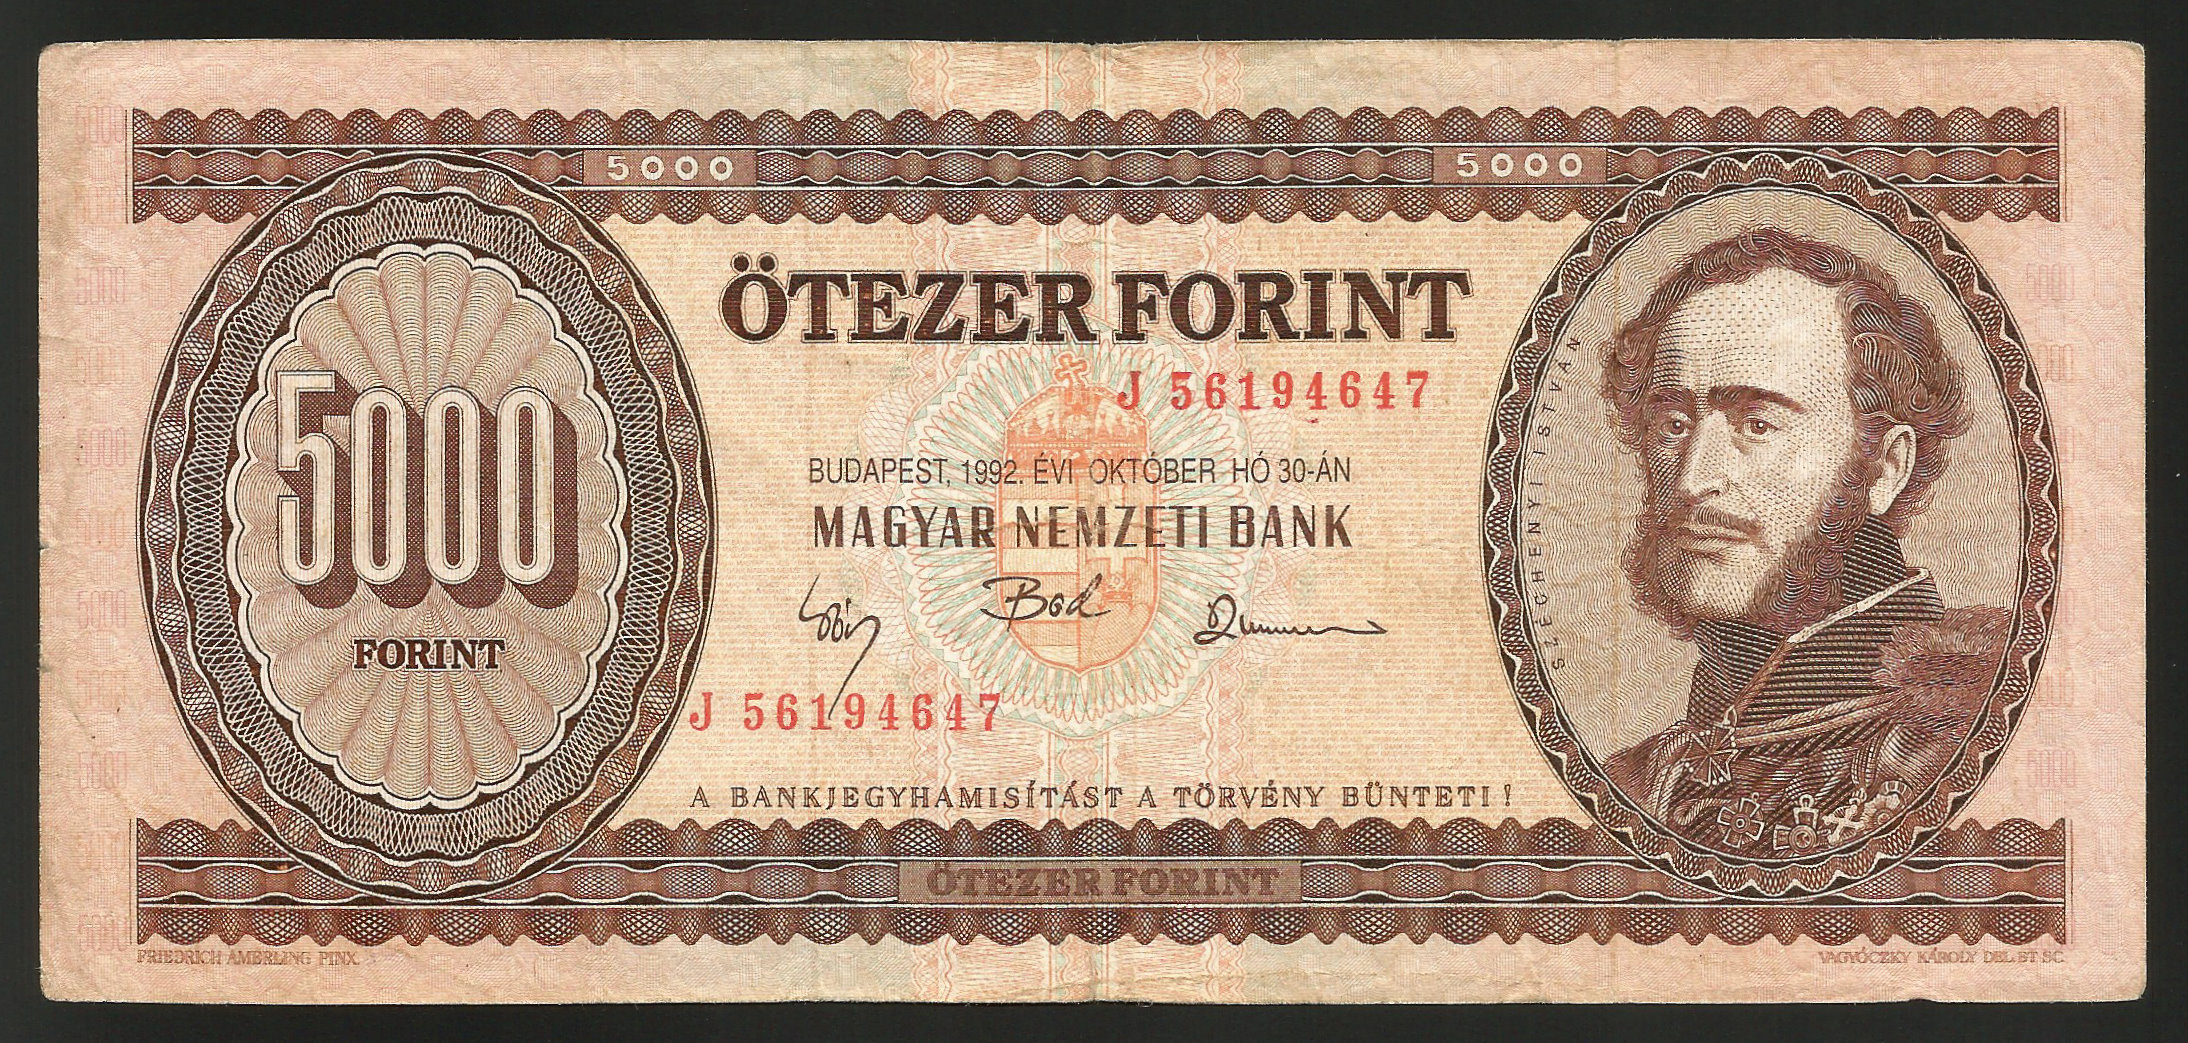 5000 5000
ÖTEZER FORINT
J 56194647
5000
FORINT
SZÉCHENYI ISTVÁN
BUDAPEST, 1992. ÉVI OKTÓBER HÓ 30-ÁN
MAGYAR NEMZETI BANK
Bod
J 56194647
A BANKJEGYHAMISÍTÁST A TÖRVÉNY BÜNTETI!
ÖTEZER FORINT
FRIEDRICH AMERLING PINX.
VAGYÓCZKY KÁROLY DEL. ET SC.